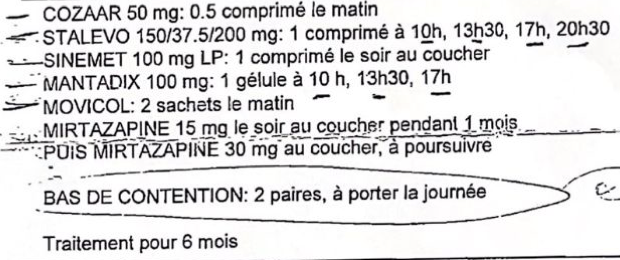 COZAAR 50 mg: 0.5 comprimé le matin
STALEVO 150/37.5/200 mg: 1 comprimé à 10h, 13h30, 17h, 20h30
SINEMET 100 mg LP: 1 comprimé le soir au coucher
MANTADIX 100 mg: 1 gélule à 10 h, 13h30, 17h
MOVICOL: 2 sachets le matin
MIRTAZAPINE 15 mg le soir au coucher pendant 1 mois
PUIS MIRTAZAPINE 30 mg au coucher, à poursuivre
BAS DE CONTENTION: 2 paires, à porter la journée
Traitement pour 6 mois